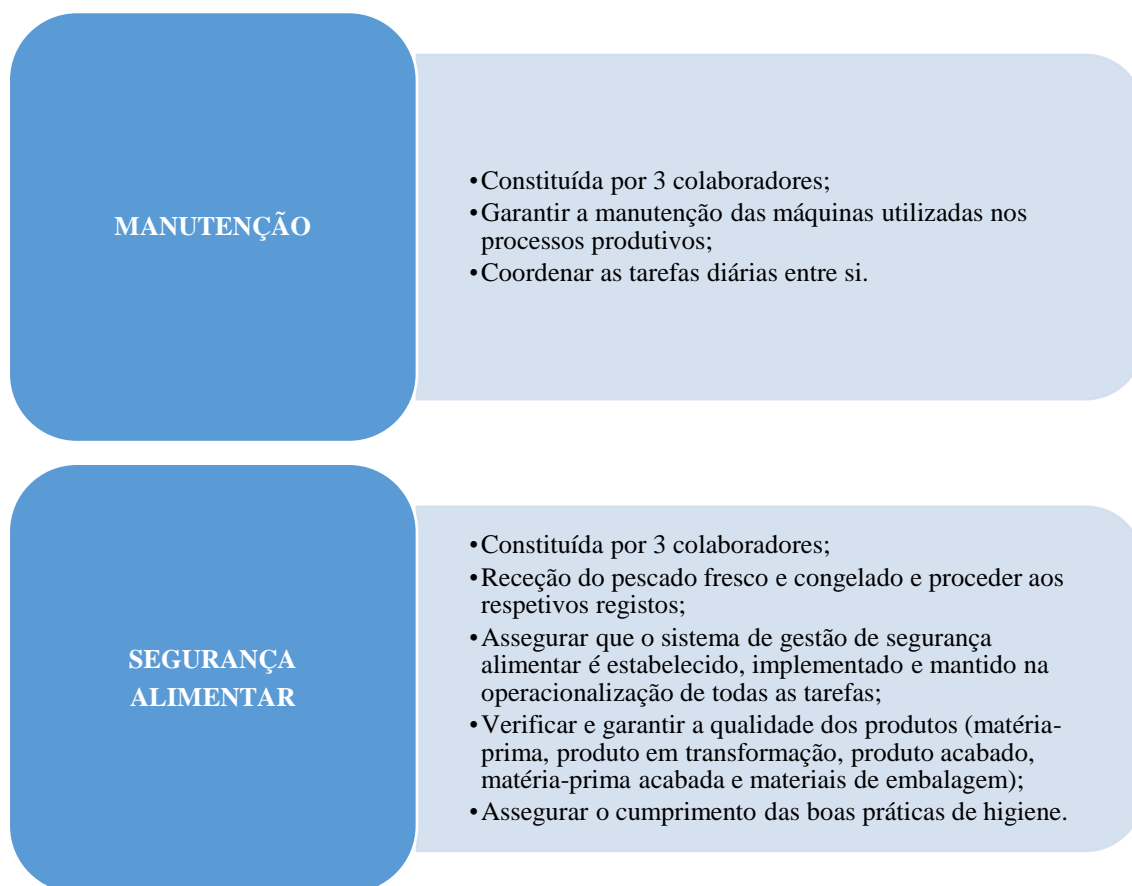 MANUTENÇÃO
•Constituída por 3 colaboradores;
•Garantir a manutenção das máquinas utilizadas nos
processos produtivos;
•Coordenar as tarefas diárias entre si.
SEGURANÇA
ALIMENTAR
•Constituída por 3 colaboradores;
•Receção do pescado fresco e congelado e proceder aos
respetivos registos;
•Assegurar que o sistema de gestão de segurança
alimentar é estabelecido, implementado e mantido na
operacionalização de todas as tarefas;
•Verificar e garantir a qualidade dos produtos (matéria-
prima, produto em transformação, produto acabado,
matéria-prima acabada e materiais de embalagem);
•Assegurar o cumprimento das boas práticas de higiene.